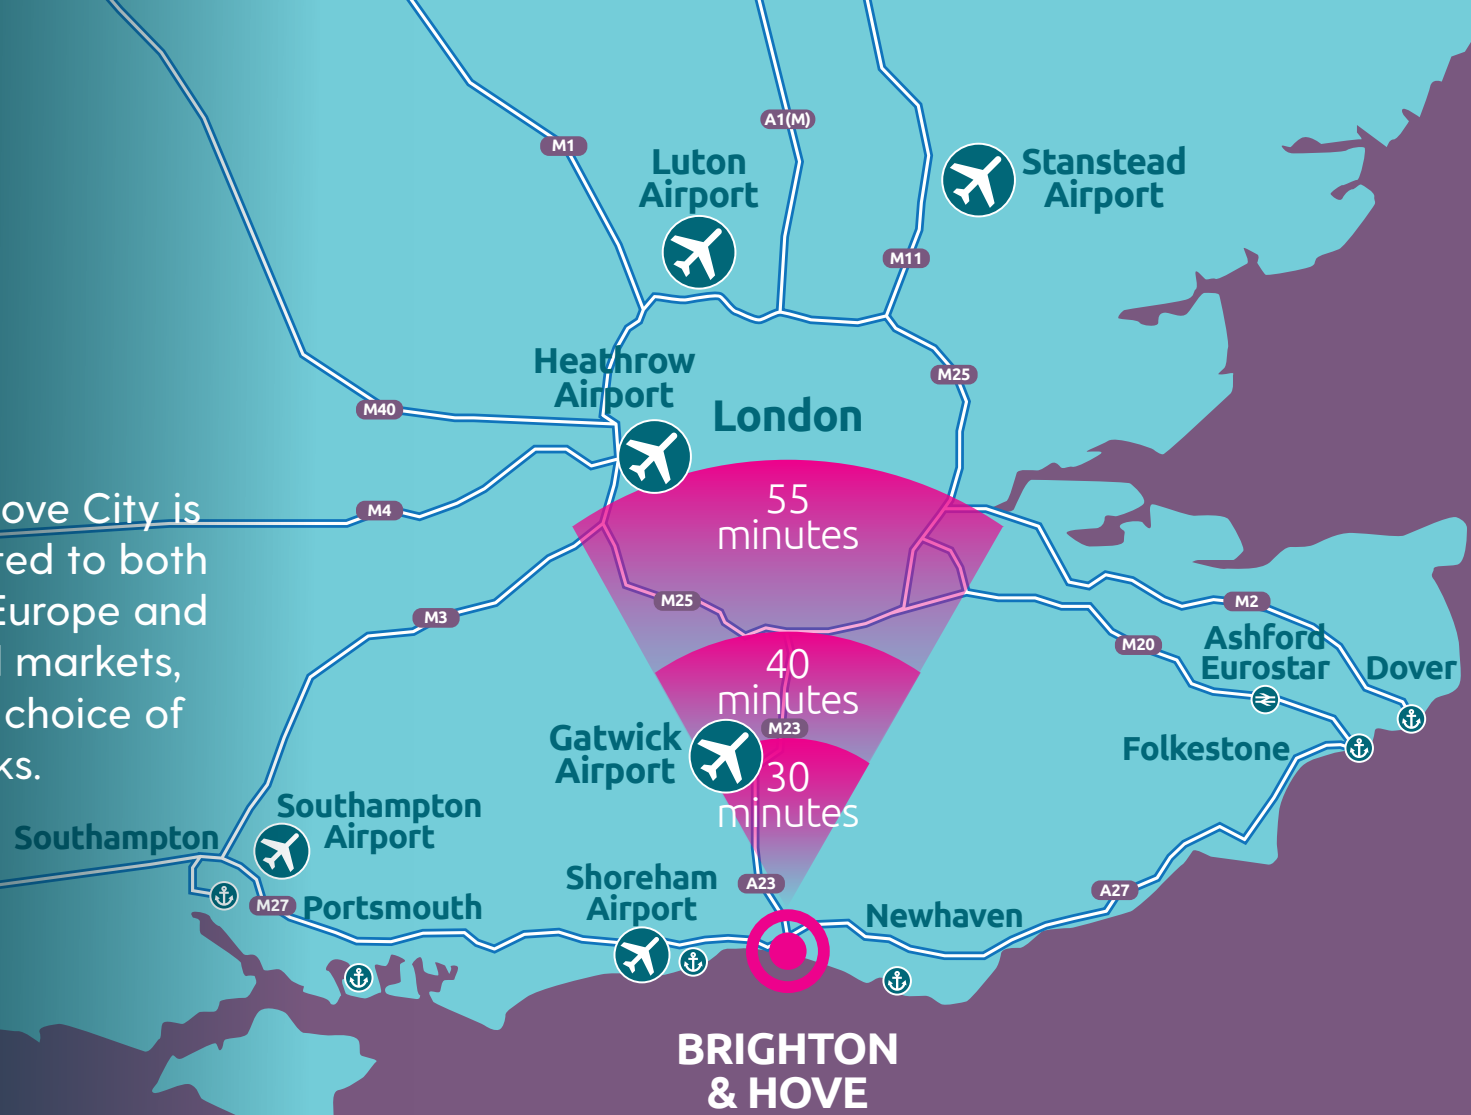 A1(M)
M1
Luton
Airport
Stanstead
Airport
M11
Heathrow
Airport
M25
M40
London
55
minutes
M4
ove City is
ed to both
Europe and
markets,
choice of
ks.
M25
M3
M2
M20
Ashford
Eurostar
Dover
40
minutes
M23
Gatwick
Airport
Folkestone
30
minutes
Southampton
Airport
Southampton
Shoreham
Airport
A23
A27
M27
Portsmouth
Newhaven
BRIGHTON
& HOVE